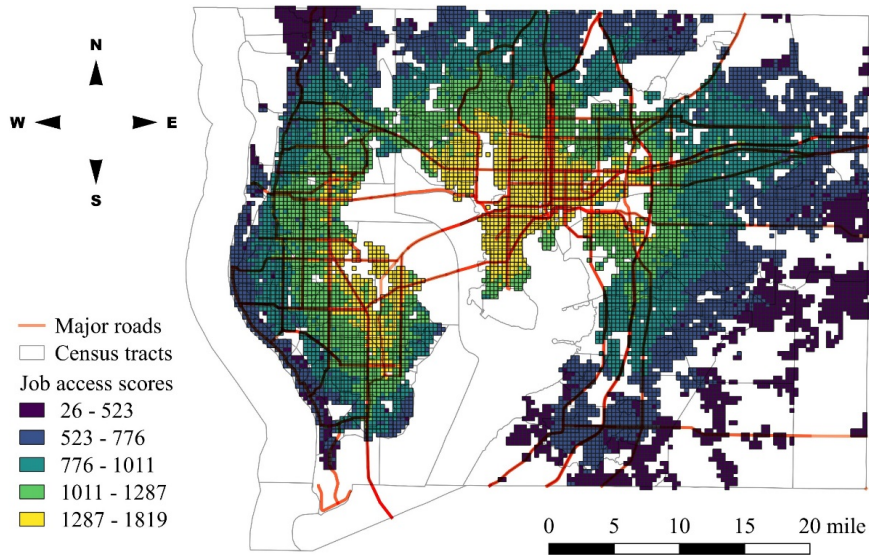 N
W E
S
Major roads
Census tracts
Job access scores
26 - 523
523 - 776
776 - 1011
1011 - 1287
1287 - 1819
0 5 10 15 20 mile